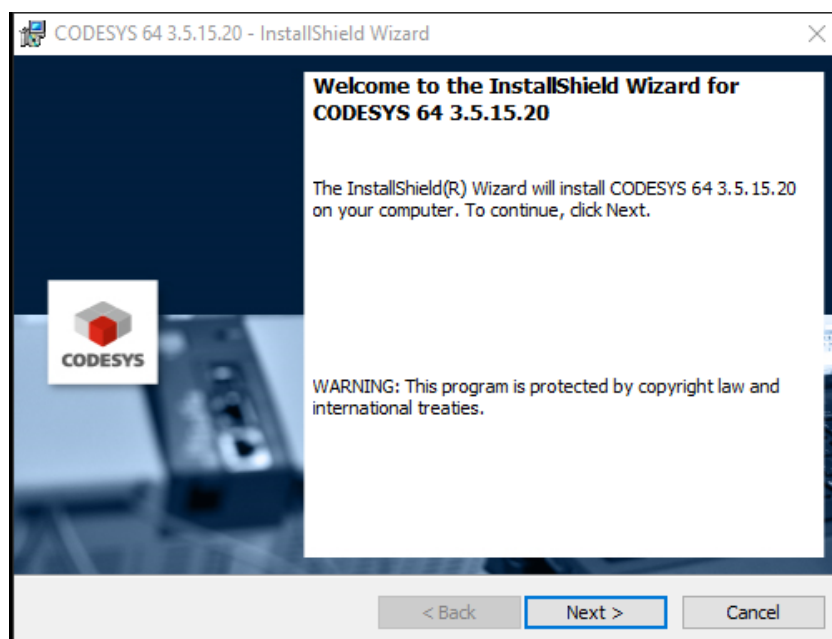 CODESYS 64 3.5.15.20 - InstallShield Wizard
Welcome to the InstallShield Wizard for
CODESYS 64 3.5.15.20
The InstallShield(R) Wizard will install CODESYS 64 3.5.15.20
on your computer. To continue, click Next.
CODESYS
WARNING: This program is protected by copyright law and
international treaties.
< Back
Next >
Cancel